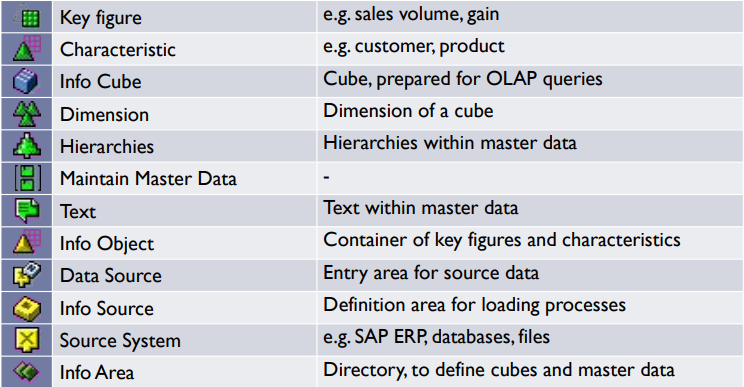 Key figure e.g. sales volume, gain
Characteristic e.g. customer, product
Info Cube Cube, prepared for OLAP queries
Dimension Dimension of a cube
Hierarchies Hierarchies within master data
Maintain Master Data -
Text Text within master data
Info Object Container of key figures and characteristics
Data Source Entry area for source data
Info Source Definition area for loading processes
Source System e.g. SAP ERP, databases, files
Info Area Directory, to define cubes and master data